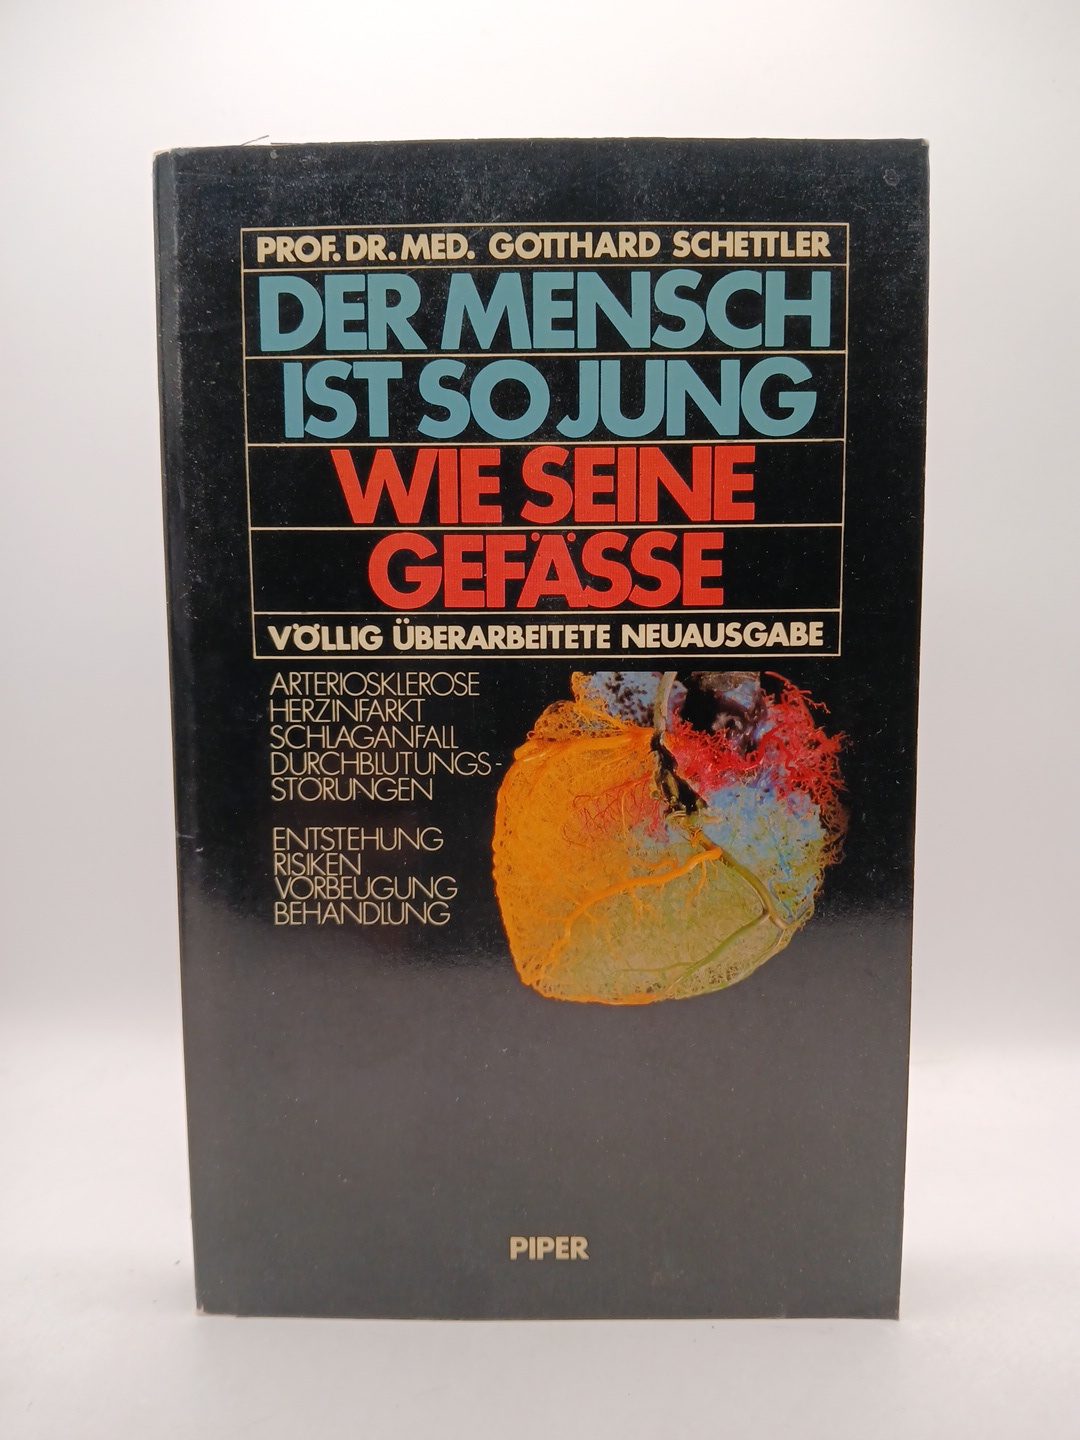 PROF. DR. MED. GOTTHARD SCHETTLER
DER MENSCH
IST SO JUNG
WIE SEINE
GEFÄSSE
VÖLLIG ÜBERARBEITETE NEUAUSGABE
ARTERIOSKLEROSE
HERZINFARKT
SCHLAGANFALL
DURCHBLUTUNGS-
STÖRUNGEN
ENTSTEHUNG
RISIKEN
VORBEUGUNG
BEHANDLUNG
PIPER